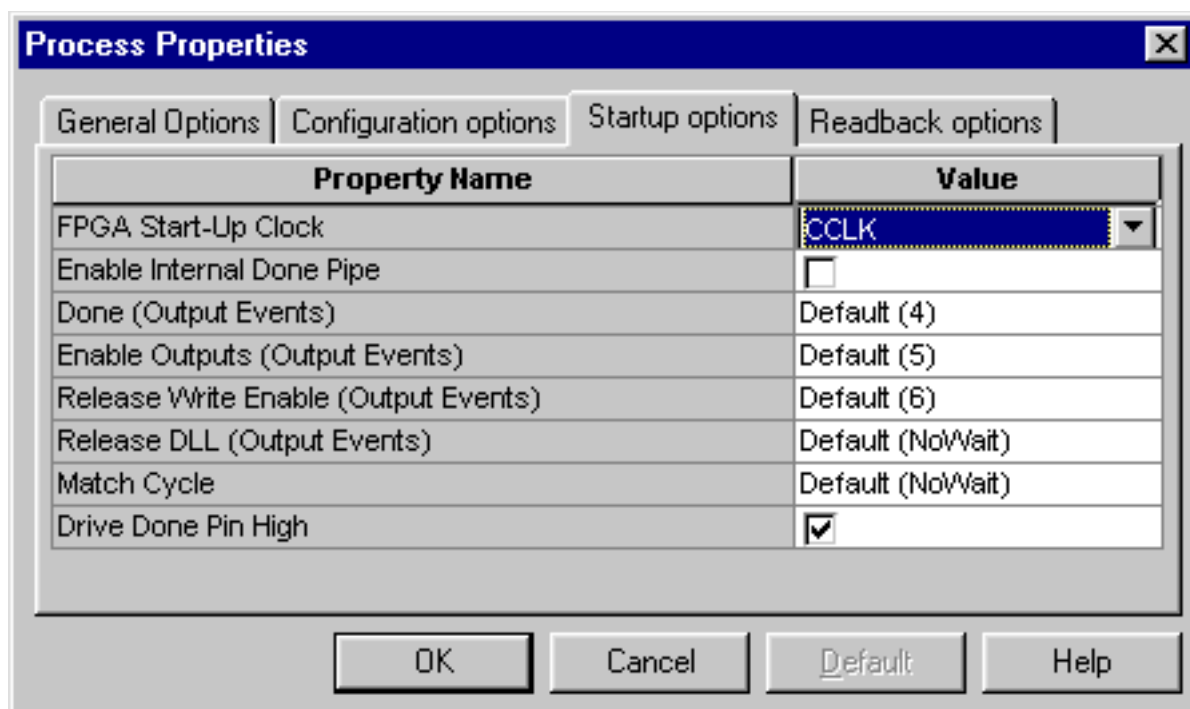 Process Properties
General Options Configuration options Startup options Readback options
Property Name Value
FPGA Start-Up Clock CCLK
Enable Internal Done Pipe
Done (Output Events) Default (4)
Enable Outputs (Output Events) Default (5)
Release Write Enable (Output Events) Default (6)
Release DLL (Output Events) Default (NoWait)
Match Cycle Default (NoWait)
Drive Done Pin High
OK Cancel Default Help